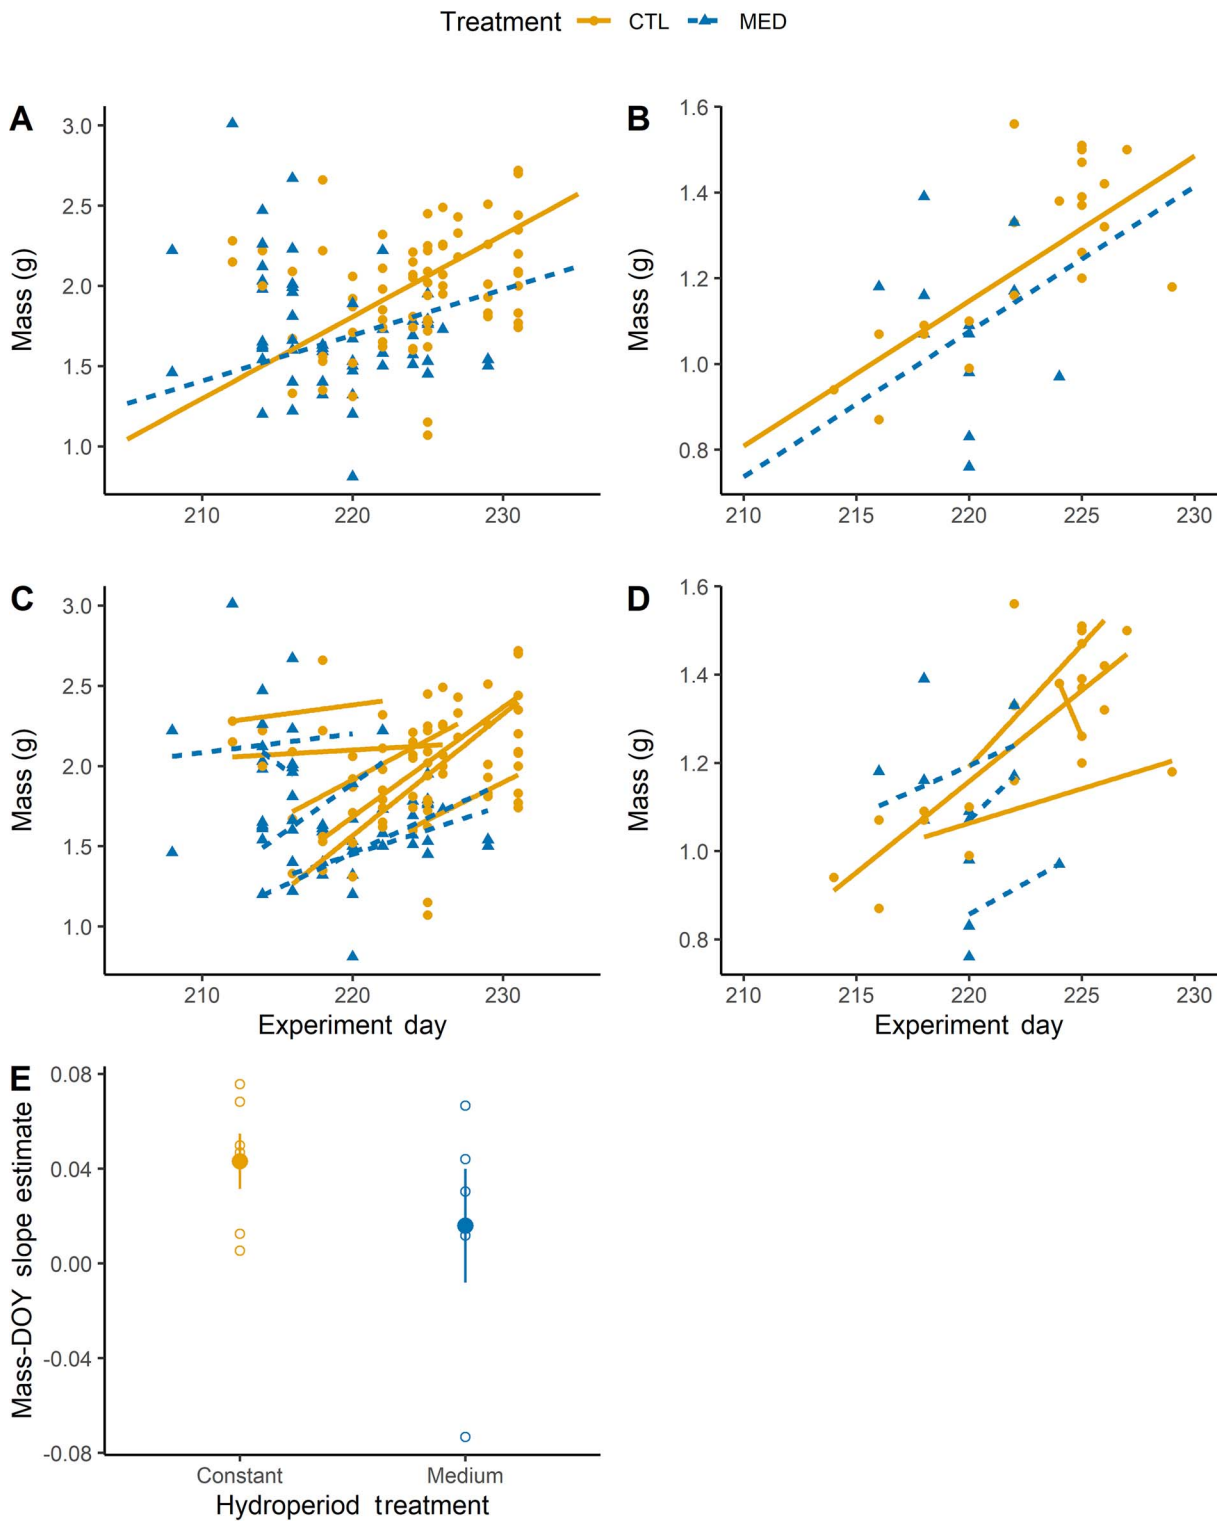 Treatment CTL MED
A
3.0
2.5
2.0
1.5
1.0
Mass (g)
210 220 230
B
1.6
1.4
1.2
1.0
0.8
Mass (g)
210 215 220 225 230
C
3.0
2.5
2.0
1.5
1.0
Mass (g)
210 220 230
Experiment day
D
1.6
1.4
1.2
1.0
0.8
Mass (g)
210 215 220 225 230
Experiment day
E
0.08
0.04
0.00
-0.04
-0.08
Mass-DOY slope estimate
Constant Medium
Hydroperiod treatment